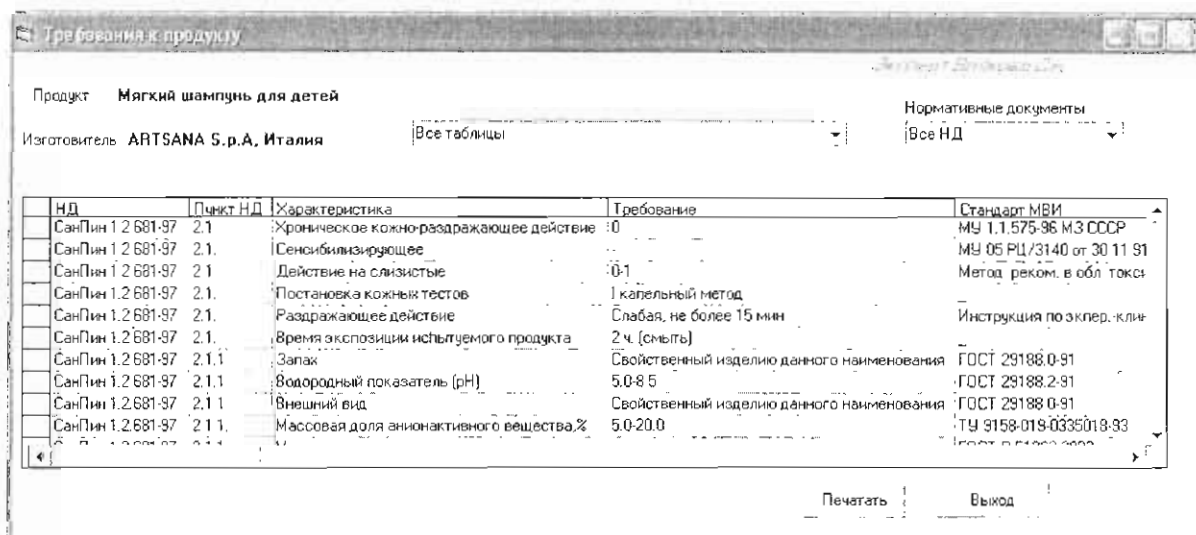 Требования к продукту
Продукт Мягкий шампунь для детей
Нормативные документы
Изготовитель ARTSANA S.p.A, Италия Все таблицы Все НД
НД Пункт НД Характеристика Требование Стандарт МВИ
СанПин 1.2.681-97 2.1 Хроническое кожно-раздражающее действие 0 МУ 1.1.575-96 МЗ СССР
СанПин 1.2.681-97 2.1. Сенсибилизирующее МУ 05 РЦ/3140 от 30 11 91
СанПин 1.2.681-97 2.1 Действие на слизистые 0-1 Метод реком. в обл токси
СанПин 1.2.681-97 2.1. Постановка кожных тестов капельный метод
СанПин 1.2.681-97 2.1. Раздражающее действие Слабая, не более 15 мин Инструкция по экпер.-клин
СанПин 1.2.681-97 2.1. Время экспозиции испытуемого продукта 2 ч. (смыть)
СанПин 1.2.681-97 2.1.1 Запах Свойственный изделию данного наименования ГОСТ 29188.0-91
СанПин 1.2.681-97 2.1.1 Водородный показатель (pH) 5.0-8.5 ГОСТ 29188.2-91
СанПин 1.2.681-97 2.1.1 Внешний вид Свойственный изделию данного наименования ГОСТ 29188.0-91
СанПин 1.2.681-97 2.1.1. Массовая доля анионактивного вещества,% 5.0-20.0 ТУ 9158-019-0335018-93
Печатать Выход